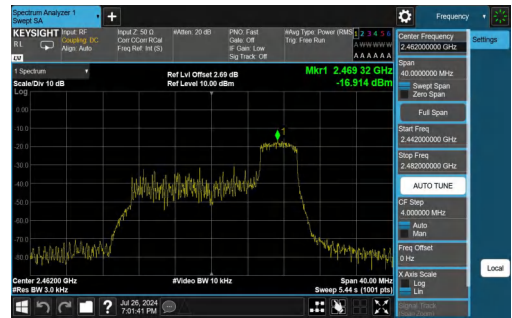 Spectrum Analyzer 1
Swept SA
Frequency
KEYSIGHT
RL
LV
Input: RF
Coupling: DC
Align: Auto
Input Z: 50 Ω
Corr CCorr RCal
Freq Ref: Int (S)
#Atten: 20 dB
PNO: Fast
Gate: Off
IF Gain: Low
Sig Track: Off
#Avg Type: Power (RMS
Trig: Free Run
1 2 3 4 5 6
A W W W W W
A A A A A A
1 Spectrum
Scale/Div 10 dB
Log
Ref Lvl Offset 2.69 dB
Ref Level 10.00 dBm
Mkr1 2.469 32 GHz
-16.914 dBm
1
0.00
-10.0
-20.0
-30.0
-40.0
-50.0
-60.0
-70.0
-80.0
Center 2.46200 GHz
#Res BW 3.0 kHz
#Video BW 10 kHz
Span 40.00 MHz
Sweep 5.44 s (1001 pts)
Jul 26, 2024
7:01:41 PM
Center Frequency
2.462000000 GHz
Span
40.0000000 MHz
Swept Span
Zero Span
Full Span
Start Freq
2.442000000 GHz
Stop Freq
2.482000000 GHz
AUTO TUNE
CF Step
4.000000 MHz
Auto
Man
Freq Offset
0 Hz
X Axis Scale
Log
Lin
Signal Track
Settings
Local